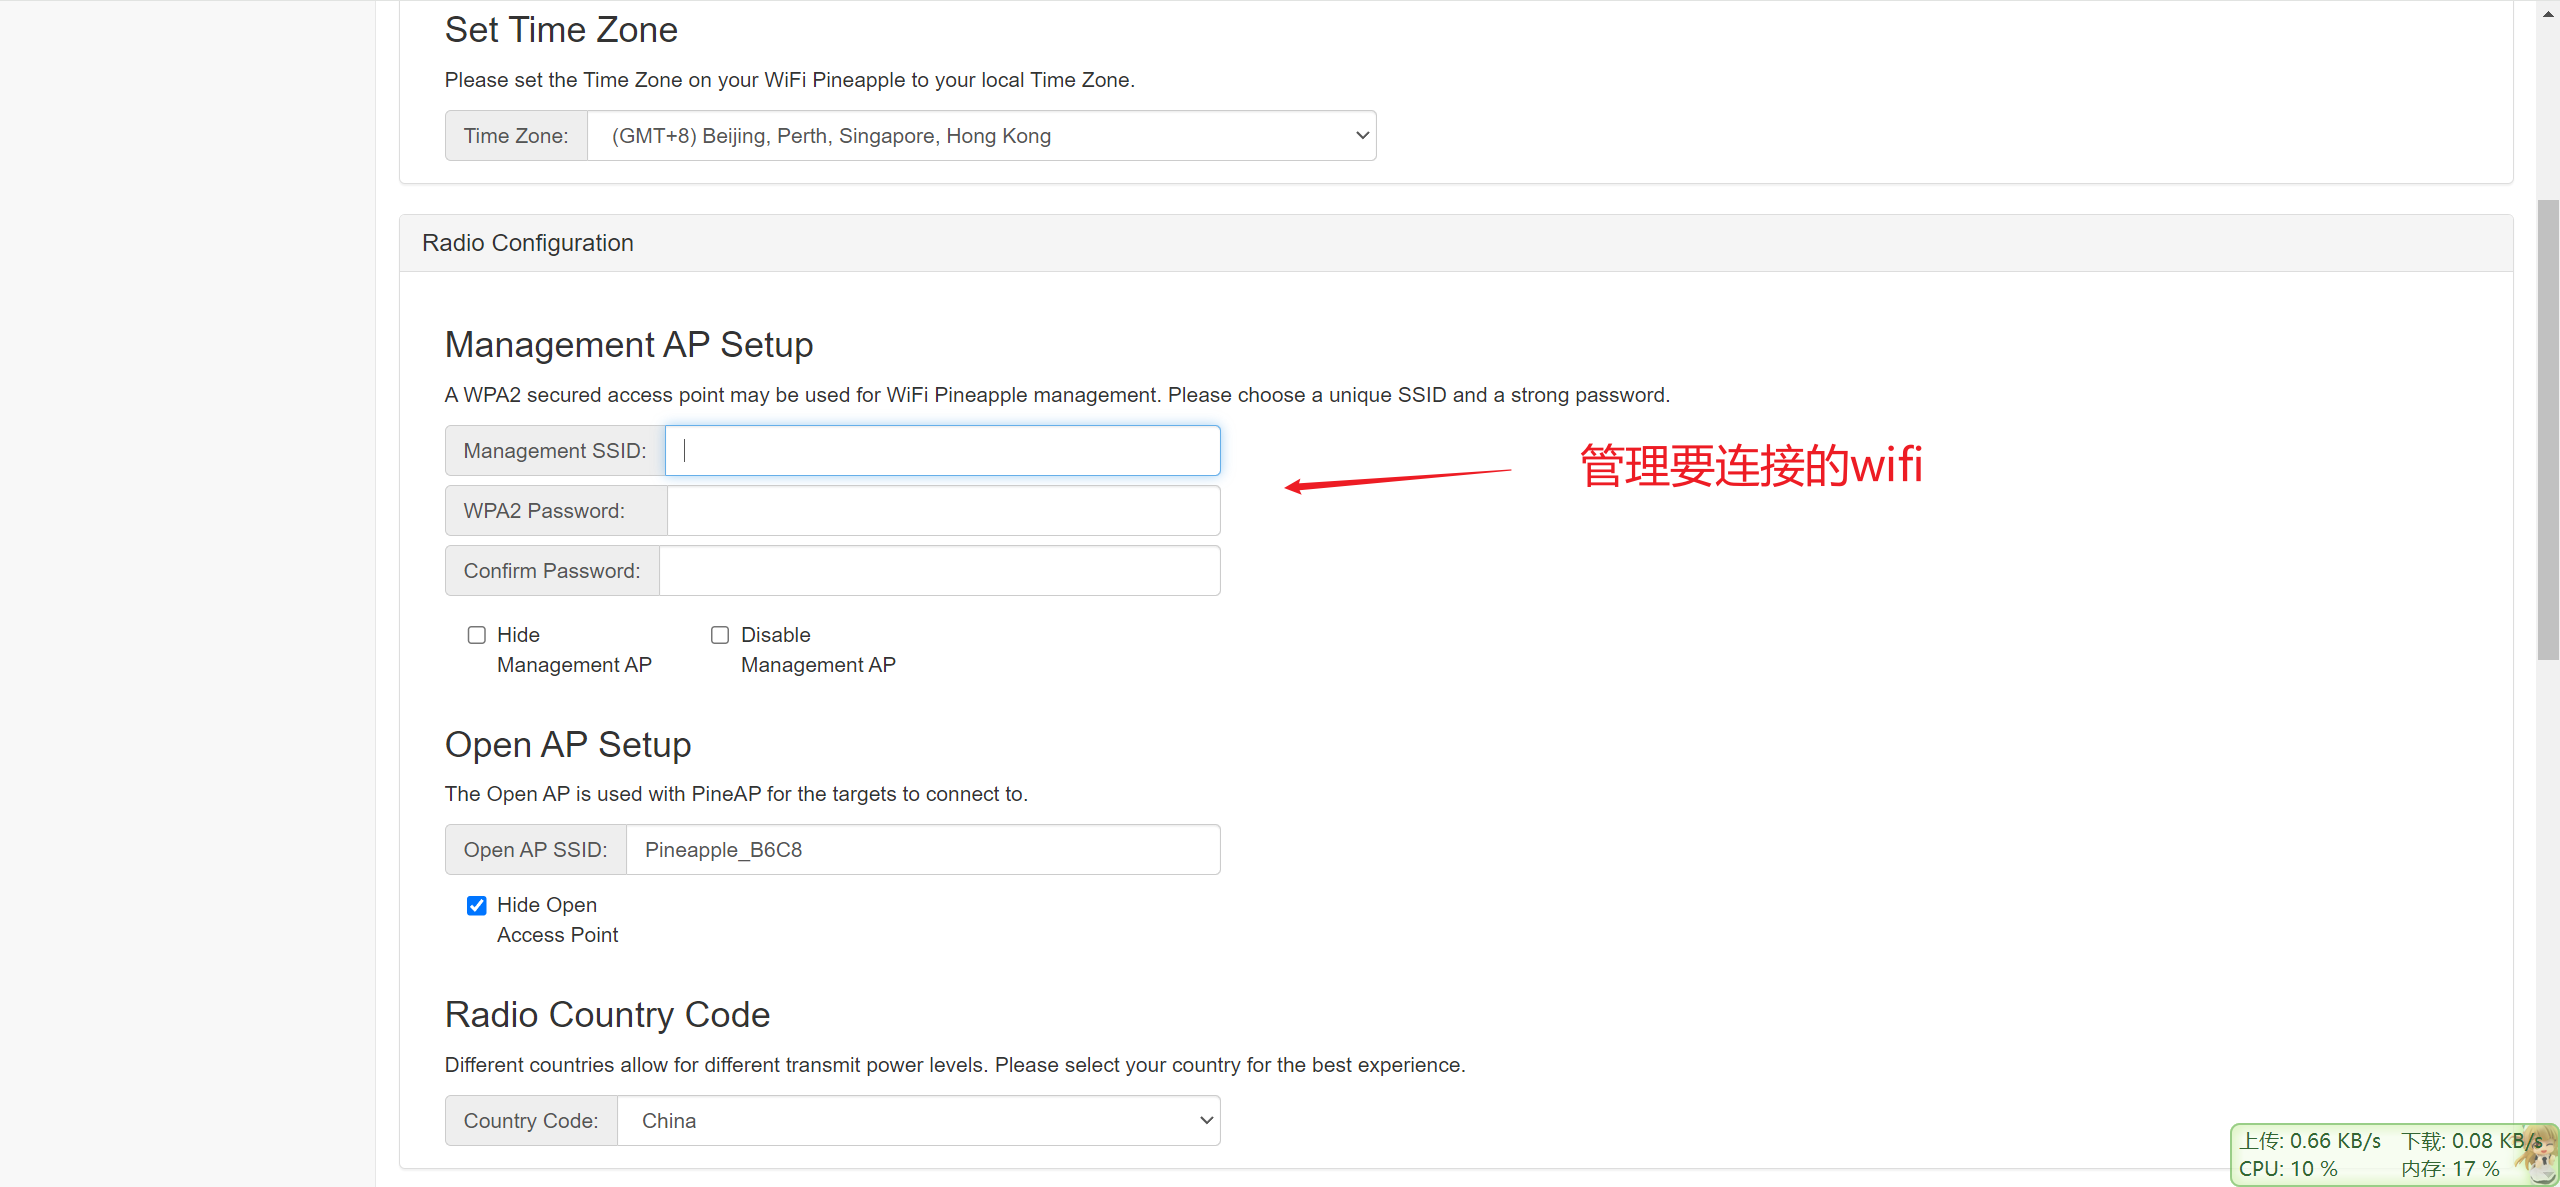 Set Time Zone
Please set the Time Zone on your WiFi Pineapple to your local Time Zone.
Time Zone: (GMT+8) Beijing, Perth, Singapore, Hong Kong
Radio Configuration
Management AP Setup
A WPA2 secured access point may be used for WiFi Pineapple management. Please choose a unique SSID and a strong password.
Management SSID:
管理要连接的wifi
WPA2 Password:
Confirm Password:
Hide Disable
Management AP Management AP
Open AP Setup
The Open AP is used with PineAP for the targets to connect to.
Open AP SSID: Pineapple_B6C8
Hide Open
Access Point
Radio Country Code
Different countries allow for different transmit power levels. Please select your country for the best experience.
Country Code: China
上传: 0.66 KB/s 下载: 0.08 KB/s
CPU: 10 % 内存: 17 %